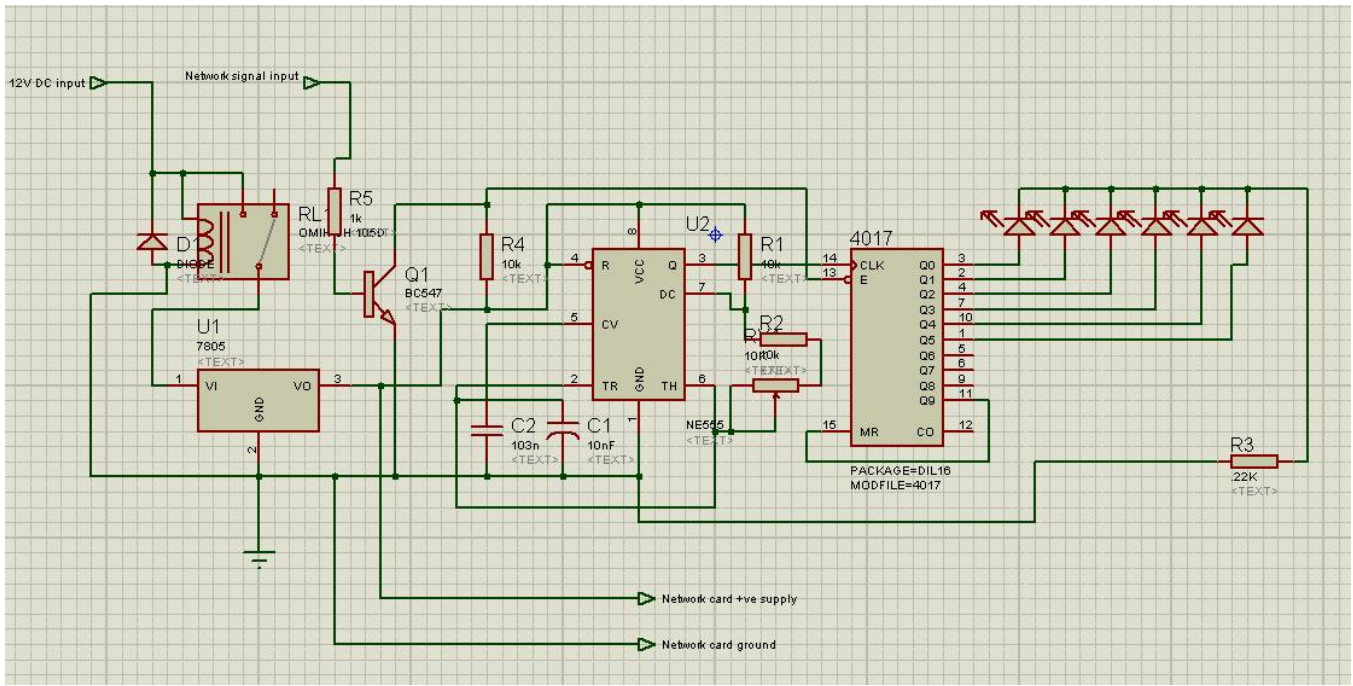 12V DC input
Network signal input
R5
1k
<TEXT>
RL
D1
DIODE
<TEXT>
<TEXT>
Q1
BC547
<TEXT>
R4
10k
<TEXT>
U1
7805
<TEXT>
1
VI
VO
3
GND
2
C2
103n
<TEXT>
C1
10nF
<TEXT>
U2
8
4
R
VCC
Q
3
DC
7
5
CV
2
TR
GND
TH
6
1
NE555
<TEXT>
R1
10k
<TEXT>
R2
4017
14
CLK
13
E
Q0
3
Q1
2
Q2
4
Q3
7
Q4
10
Q5
1
Q6
5
Q7
6
Q8
9
Q9
11
15
MR
CO
12
PACKAGE=DIL16
MODFILE=4017
R3
.22K
<TEXT>
Network card +ve supply
Network card ground